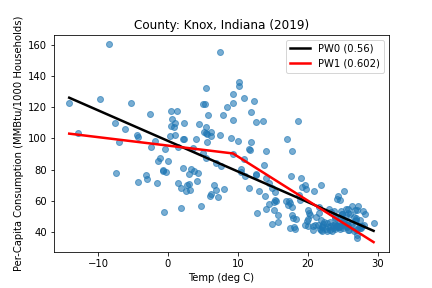 County: Knox, Indiana (2019)
Per-Capita Consumption (MMBtu/1000 Households)
160
140
120
100
80
60
40
PW0 (0.56)
PW1 (0.602)
−10
0
10
20
30
Temp (deg C)